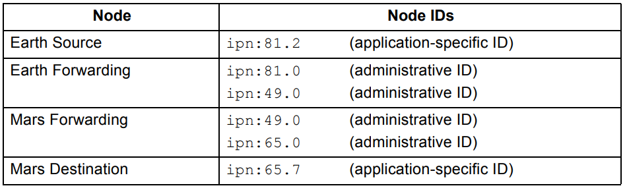 Node Node IDs
Earth Source ipn:81.2 (application-specific ID)
Earth Forwarding ipn:81.0 (administrative ID)
ipn:49.0 (administrative ID)
Mars Forwarding ipn:49.0 (administrative ID)
ipn:65.0 (administrative ID)
Mars Destination ipn:65.7 (application-specific ID)